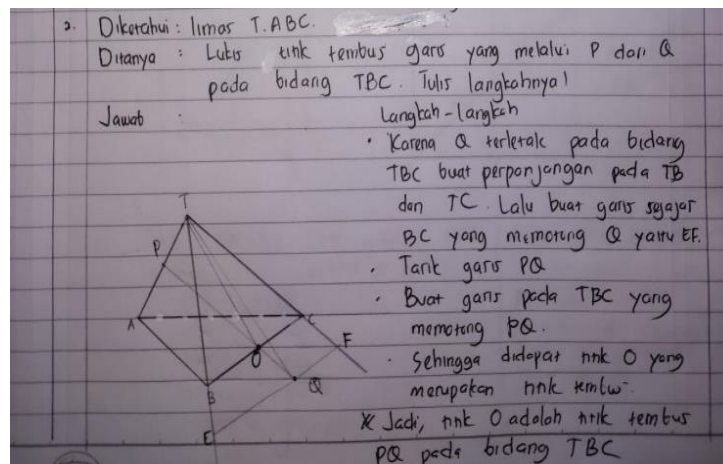 2. Diketahui : limas T.ABC.
Ditanya : Lukis titik tembus garis yang melalui P dan Q
pada bidang TBC. Tulis langkahnya!
Jawab :
Langkah-langkah
• Karena Q terletak pada bidang
TBC buat perpanjangan pada TB
dan TC. Lalu buat garis sejajar
BC yang memotong Q yaitu EF.
• Tarik garis PQ
• Buat garis pada TBC yang
memotong PQ.
• Sehingga didapat titik O yang
merupakan titik
* Jadi, titik O adalah titik tembus
PQ pada bidang TBC
T
P
A
C
F
O
Q
B
E